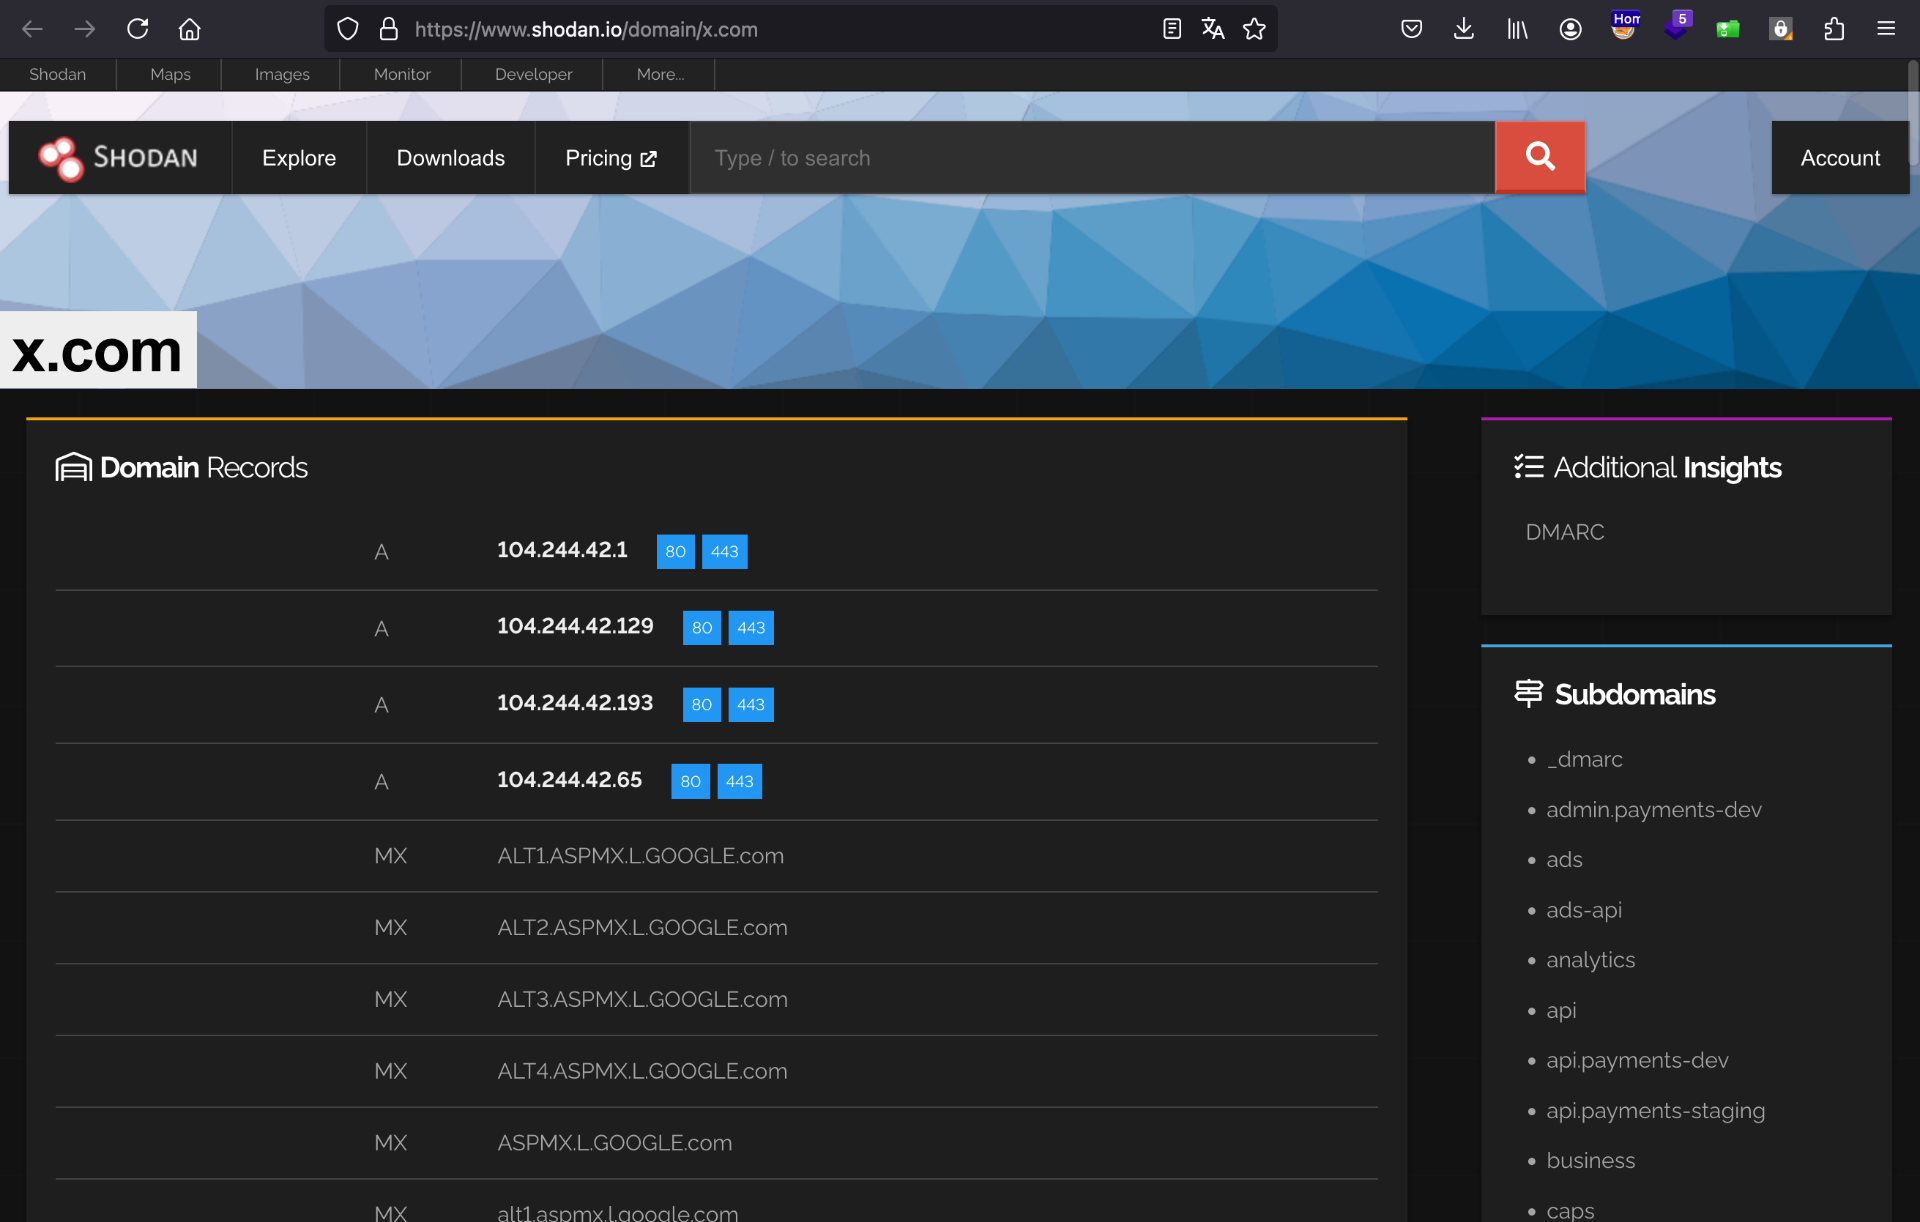 https://www.shodan.io/domain/x.com
Hom
5
Shodan
Maps
Images
Monitor
Developer
More...
SHODAN
Explore
Downloads
Pricing
Type / to search
Account
x.com
Domain Records
A 104.244.42.1 80 443
A 104.244.42.129 80 443
A 104.244.42.193 80 443
A 104.244.42.65 80 443
MX ALT1.ASPMX.L.GOOGLE.com
MX ALT2.ASPMX.L.GOOGLE.com
MX ALT3.ASPMX.L.GOOGLE.com
MX ALT4.ASPMX.L.GOOGLE.com
MX ASPMX.L.GOOGLE.com
MX alt1.aspmx.l.google.com
Additional Insights
DMARC
Subdomains
_dmarc
admin.payments-dev
ads
ads-api
analytics
api
api.payments-dev
api.payments-staging
business
caps